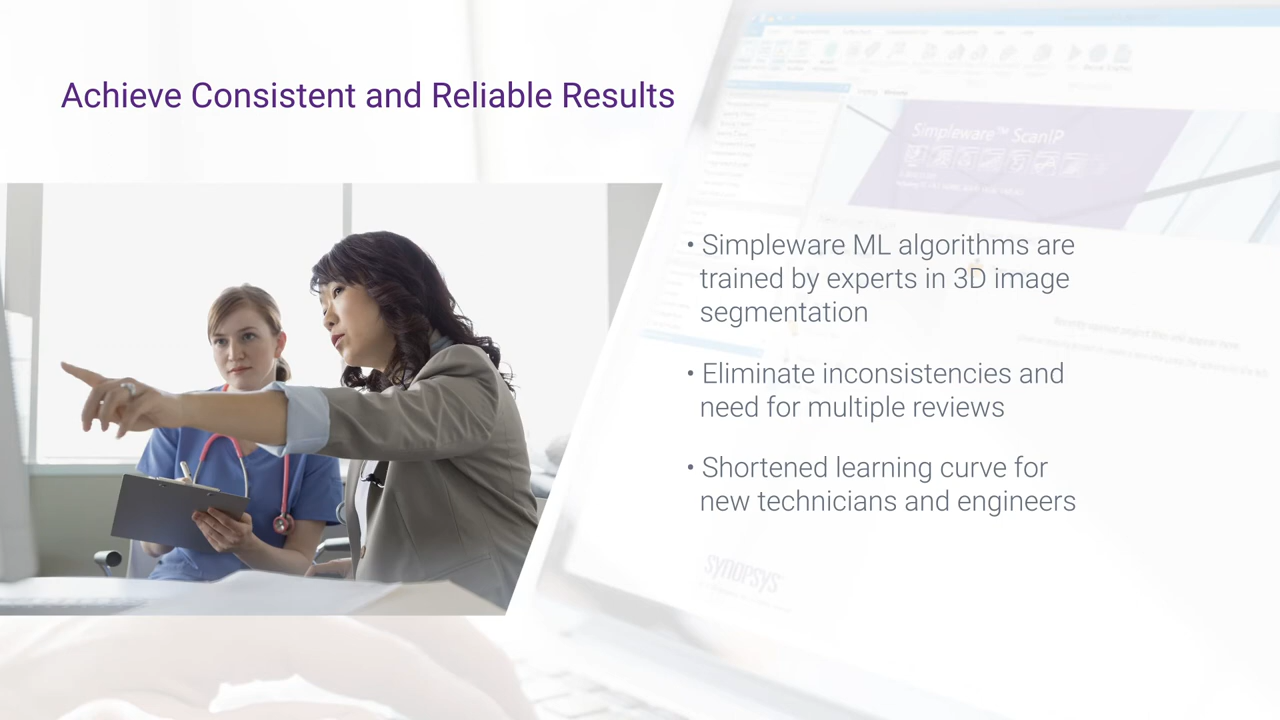 Achieve Consistent and Reliable Results
Simpleware™ ScanIP
• Simpleware ML algorithms are
trained by experts in 3D image
segmentation
• Eliminate inconsistencies and
need for multiple reviews
• Shortened learning curve for
new technicians and engineers
SYNOPSYS